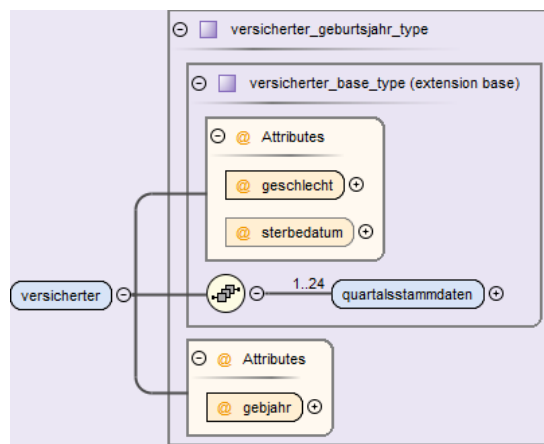 versicherter_geburtsjahr_type
versicherter_base_type (extension base)
@ Attributes
@ geschlecht
@ sterbedatum
versicherter
1..24
quartalsstammdaten
@ Attributes
@ gebjahr